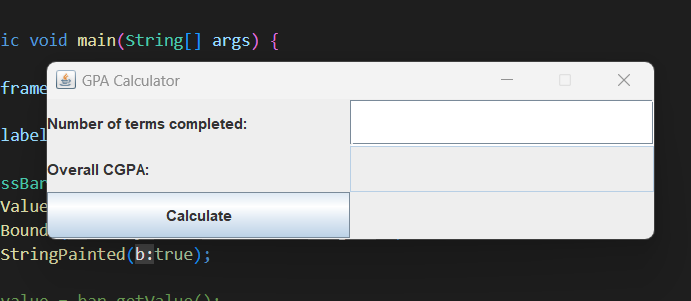 ic void main(String[] args) {
GPA Calculator
frame
Number of terms completed:
label
Overall CGPA:
ssBar
Value
Calculate
Bound
StringPainted(b:true);
value = bar.getValue();